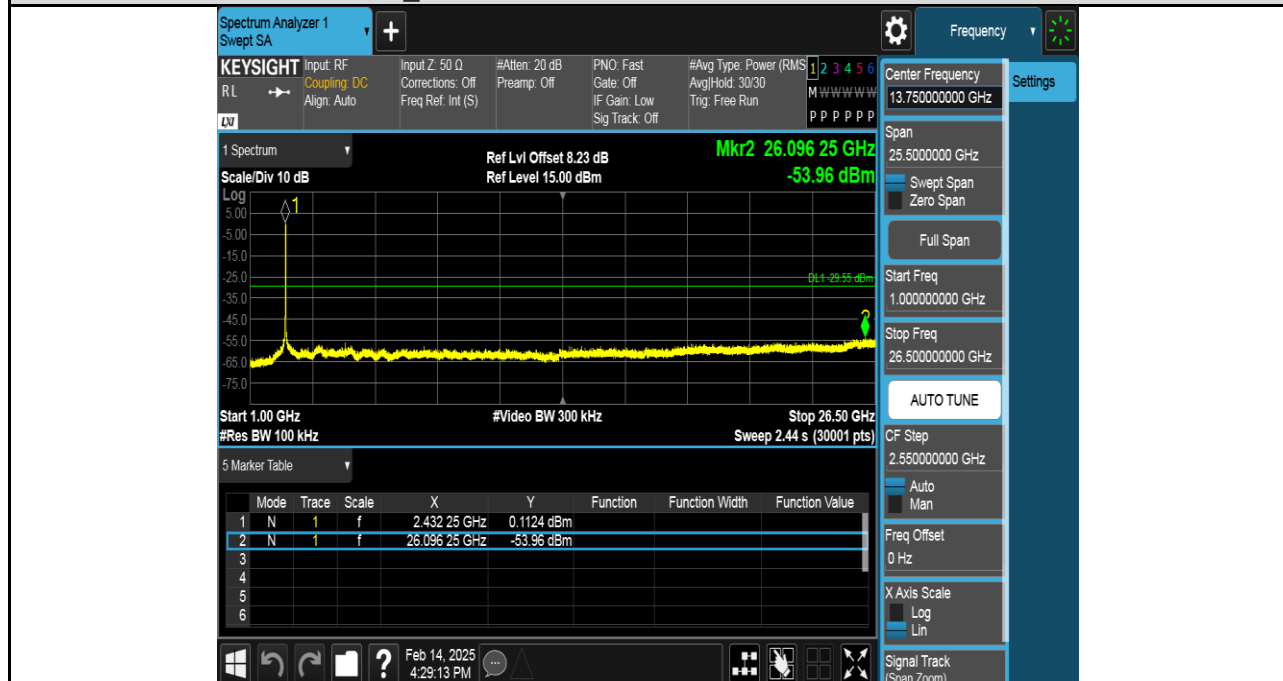 Spectrum Analyzer 1
Swept SA
+
Frequency
KEYSIGHT
RL
LXI
Input: RF
Coupling: DC
Align: Auto
Input Z: 50 Ω
Corrections: Off
Freq Ref: Int (S)
#Atten: 20 dB
Preamp: Off
PNO: Fast
Gate: Off
IF Gain: Low
Sig Track: Off
#Avg Type: Power (RMS
Avg|Hold: 30/30
Trig: Free Run
1 2 3 4 5 6
M W W W W W
P P P P P P
1 Spectrum
Scale/Div 10 dB
Ref Lvl Offset 8.23 dB
Ref Level 15.00 dBm
Mkr2 26.096 25 GHz
-53.96 dBm
Log
5.00
-5.00
-15.0
-25.0
-35.0
-45.0
-55.0
-65.0
-75.0
1
DL1 -29.55 dBm
2
Start 1.00 GHz
#Video BW 300 kHz
Stop 26.50 GHz
#Res BW 100 kHz
Sweep 2.44 s (30001 pts)
5 Marker Table
Mode Trace Scale X Y Function Function Width Function Value
1 N 1 f 2.432 25 GHz 0.1124 dBm
2 N 1 f 26.096 25 GHz -53.96 dBm
3
4
5
6
?
Feb 14, 2025
4:29:13 PM
Center Frequency
13.750000000 GHz
Settings
Span
25.5000000 GHz
Swept Span
Zero Span
Full Span
Start Freq
1.000000000 GHz
Stop Freq
26.500000000 GHz
AUTO TUNE
CF Step
2.550000000 GHz
Auto
Man
Freq Offset
0 Hz
X Axis Scale
Log
Lin
Signal Track
(Span Zoom)